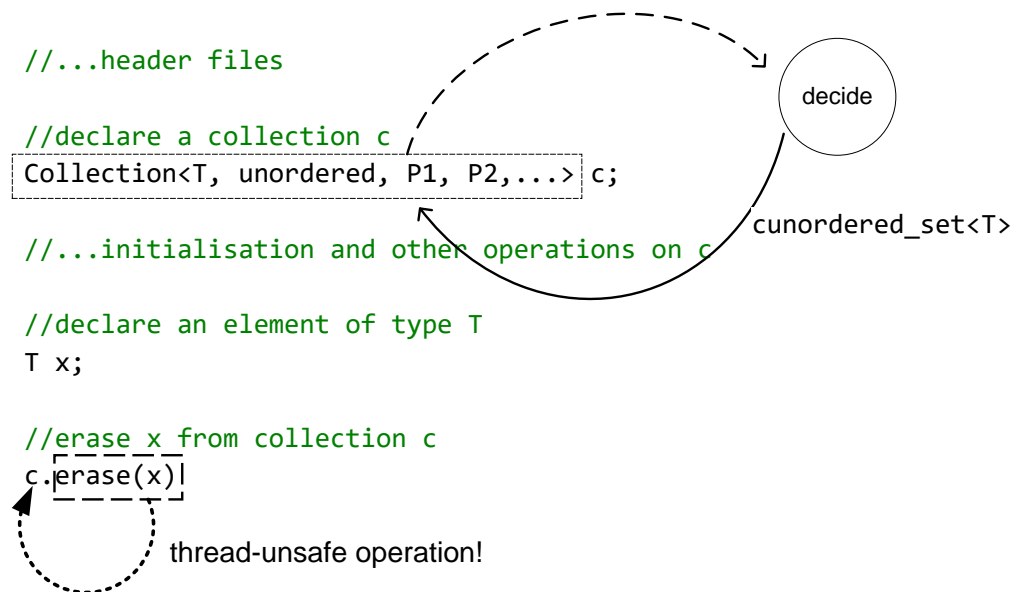 //...header files
decide
//declare a collection c
Collection<T, unordered, P1, P2,...> c;
cunordered_set<T>
//...initialisation and other operations on c
//declare an element of type T
T x;
//erase x from collection c
c.erase(x)
thread-unsafe operation!